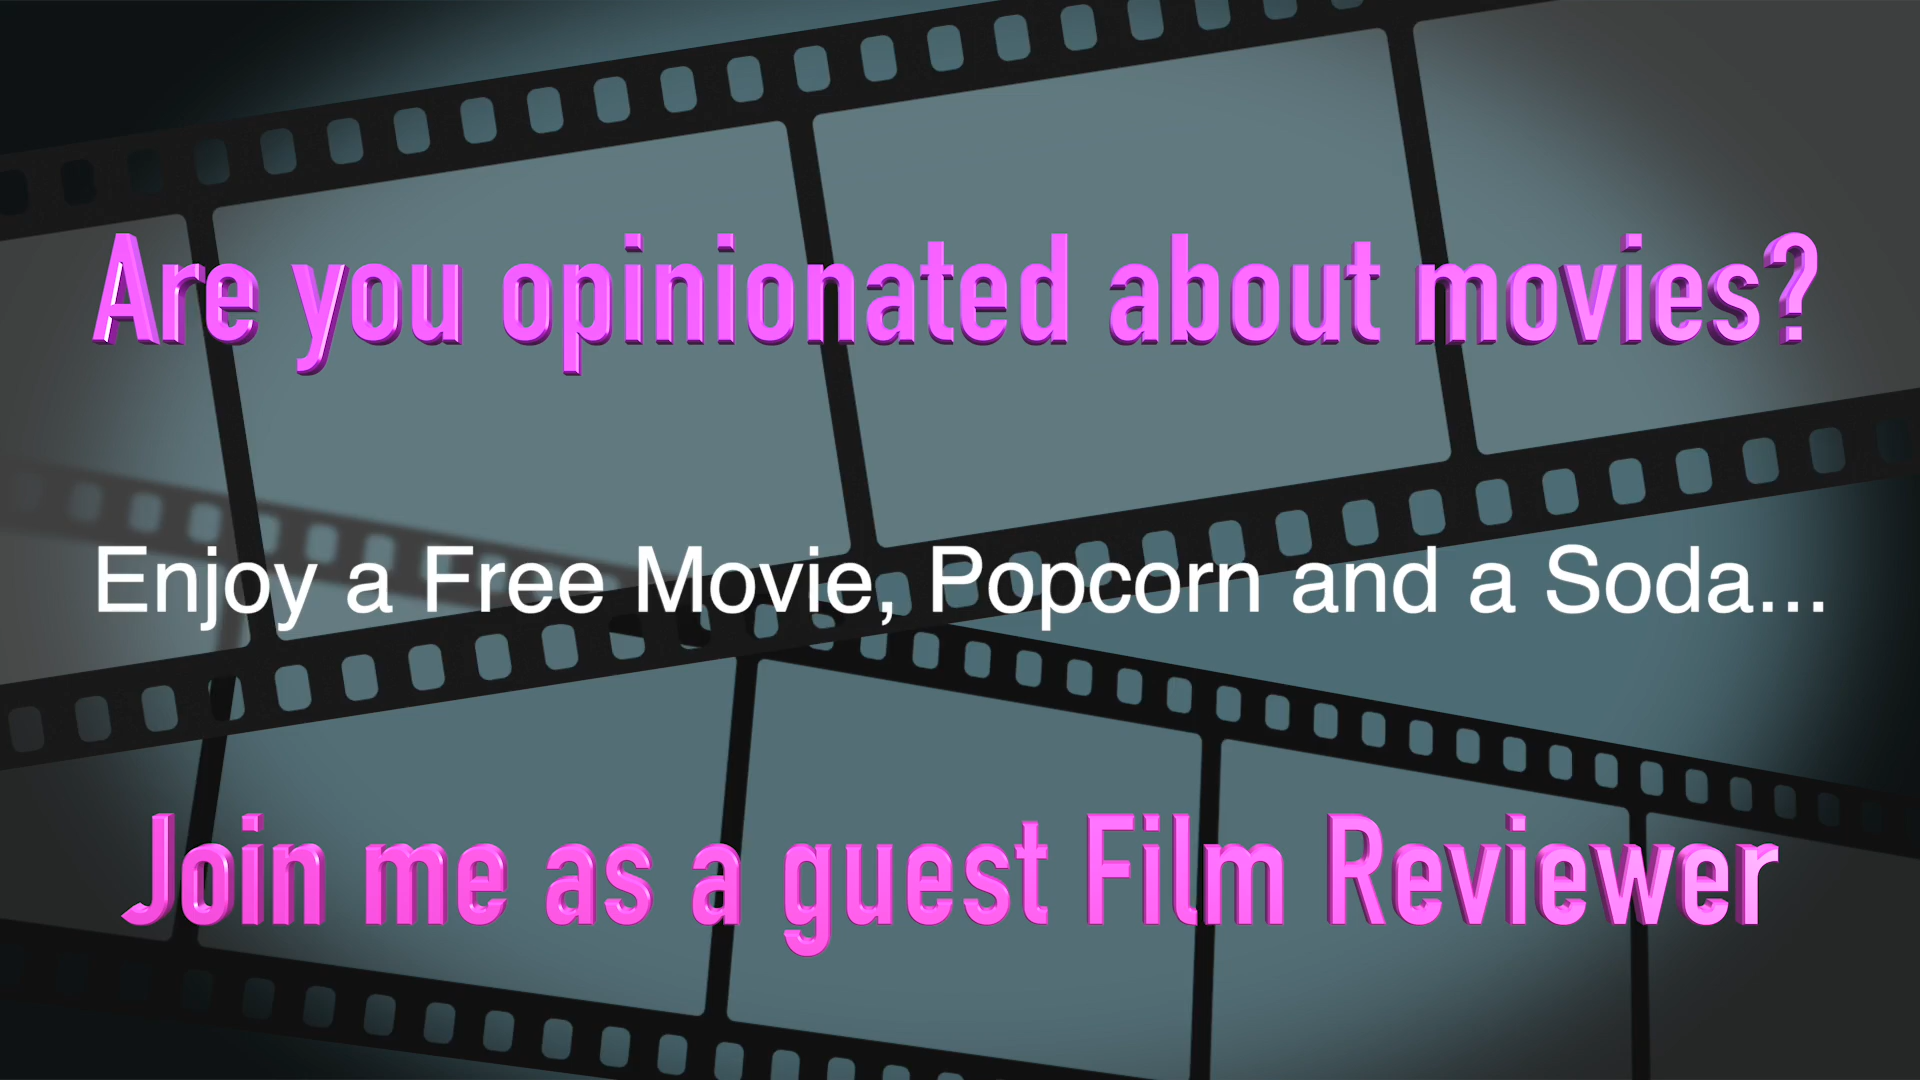 Are you opinionated about movies?
Enjoy a Free Movie, Popcorn and a Soda...
Join me as a guest Film Reviewer